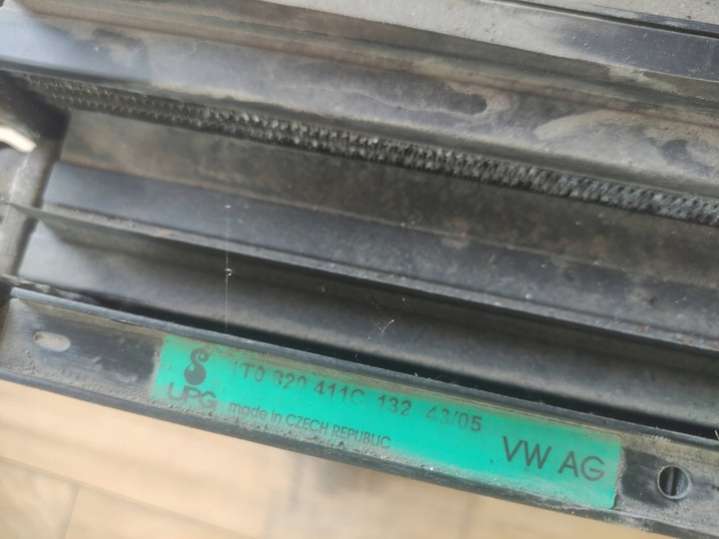 1T0 820 411C 132 43/05
UPG made in CZECH REPUBLIC
VW AG